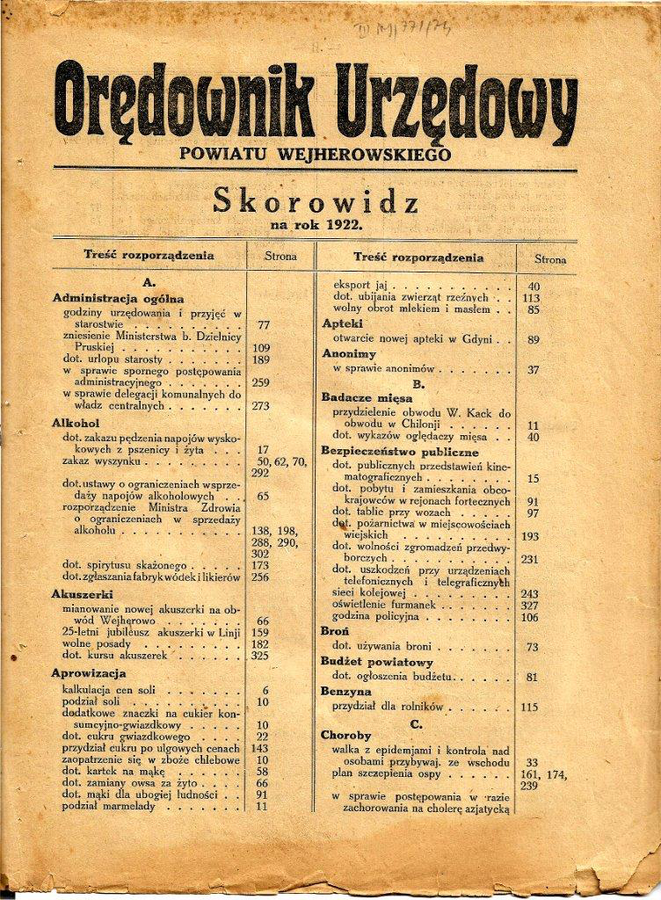 Orędownik Urzędowy
POWIATU WEJHEROWSKIEGO
Skorowidz
na rok 1922.
Treść rozporządzenia Strona
A.
Administracja ogólna
godziny urzędowania i przyjęć w
starostwie . . . . . . . . . . 77
zniesienie Ministerstwa b. Dzielnicy
Pruskiej . . . . . . . . . . . 109
dot. urlopu starosty . . . . . . . 189
w sprawie spornego postępowania
administracyjnego . . . . . . . 259
w sprawie delegacji komunalnych do
władz centralnych . . . . . . . 273
Alkohol
dot. zakazu pędzenia napojów wysko-
kowych z pszenicy i żyta . . . 17
zakaz wyszynku . . . . . . . . . 50, 62, 70,
292
dot. ustawy o ograniczeniach w sprze-
daży napojów alkoholowych . . . 65
rozporządzenie Ministra Zdrowia
o ograniczeniach w sprzedaży
alkoholu . . . . . . . . . . . 138, 198,
288, 290,
302
dot. spirytusu skażonego . . . . . 173
dot. zgłaszania fabryk wódek i likierów 256
Akuszerki
mianowanie nowej akuszerki na ob-
wód Wejherowo . . . . . . . . 66
25-letni jubileusz akuszerki w Linji 159
wolne posady . . . . . . . . . . 182
dot. kursu akuszerek . . . . . . . 325
Aprowizacja
kalkulacja cen soli . . . . . . . 6
podział soli . . . . . . . . . . . 10
dodatkowe znaczki na cukier kon-
sumcyjno-gwiazdkowy . . . . . 10
dot. cukru gwiazdkowego . . . . . 22
przydział cukru po ulgowych cenach 143
zaopatrzenie się w zboże chlebowe 10
dot. kartek na mąkę . . . . . . . 58
dot. zamiany owsa za żyto . . . . 66
dot. mąki dla ubogiej ludności . . 91
podział marmelady . . . . . . . . 11
Treść rozporządzenia Strona
eksport jaj . . . . . . . . . . . . 40
dot. ubijania zwierząt rzeźnych . . 113
wolny obrot mlekiem i masłem . . 85
Apteki
otwarcie nowej apteki w Gdyni . . 89
Anonimy
w sprawie anonimów . . . . . . . 37
B.
Badacze mięsa
przydzielenie obwodu W. Kack do
obwodu w Chilonji . . . . . . 11
dot. wykazów oględaczy mięsa . . 40
Bezpieczeństwo publiczne
dot. publicznych przedstawień kine-
matograficznych . . . . . . . . 15
dot. pobytu i zamieszkania obco-
krajowców w rejonach fortecznych 91
dot. tablic przy wozach . . . . . 97
dot. pożarnictwa w miejscowościach
wiejskich . . . . . . . . . . . 193
dot. wolności zgromadzeń przedwy-
borczych . . . . . . . . . . . 231
dot. uszkodzeń przy urządzeniach
telefonicznych i telegraficznych
sieci kolejowej . . . . . . . . 243
oświetlenie furmanek . . . . . . . 327
godzina policyjna . . . . . . . . 106
Broń
dot. używania broni . . . . . . . 73
Budżet powiatowy
dot. ogłoszenia budżetu . . . . . 81
Benzyna
przydział dla rolników . . . . . . 115
C.
Choroby
walka z epidemjami i kontrola nad
osobami przybywaj. ze wschodu 33
plan szczepienia ospy . . . . . . 161, 174,
239
w sprawie postępowania w razie
zachorowania na cholerę azjatycką